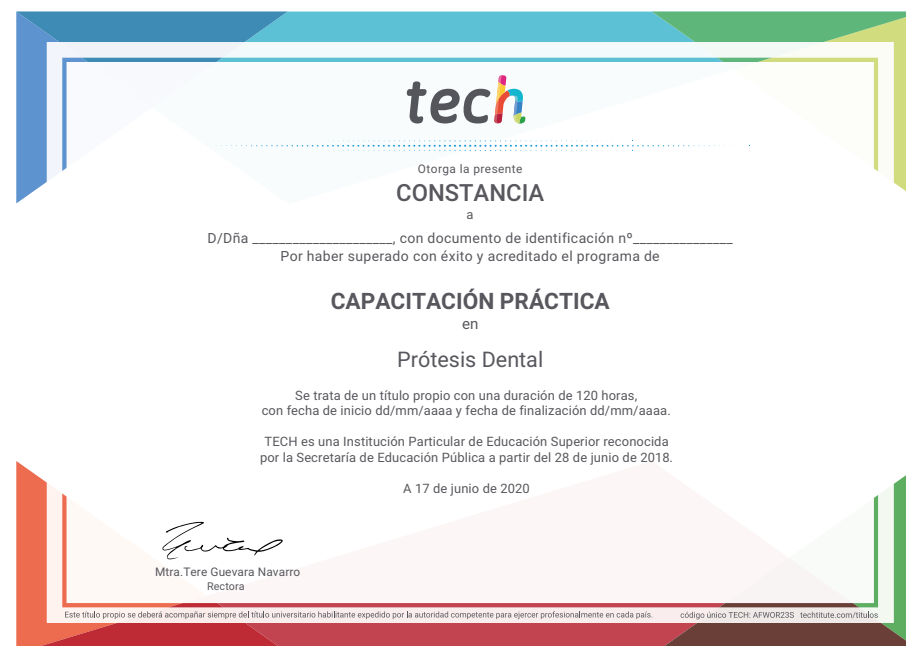 tech
Otorga la presente
CONSTANCIA
a
D/Dña _____________________, con documento de identificación nº_______________
Por haber superado con éxito y acreditado el programa de
CAPACITACIÓN PRÁCTICA
en
Prótesis Dental
Se trata de un título propio con una duración de 120 horas,
con fecha de inicio dd/mm/aaaa y fecha de finalización dd/mm/aaaa.
TECH es una Institución Particular de Educación Superior reconocida
por la Secretaría de Educación Pública a partir del 28 de junio de 2018.
A 17 de junio de 2020
Mtra.Tere Guevara Navarro
Rectora
Este título propio se deberá acompañar siempre del título universitario habilitante expedido por la autoridad competente para ejercer profesionalmente en cada país. código único TECH: AFWOR23S techtitute.com/titulos